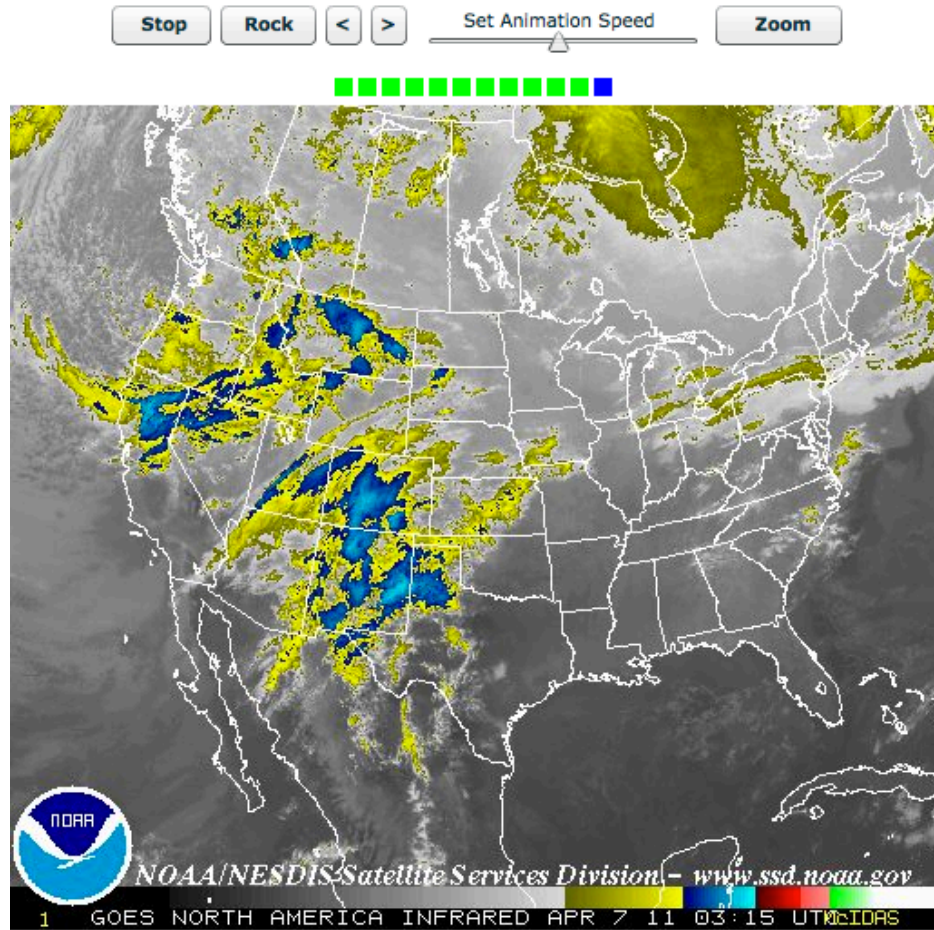 Stop Rock < > Set Animation Speed Zoom
NOAA
NOAA/NESDIS Satellite Services Division - www.ssd.noaa.gov
1 GOES NORTH AMERICA INFRARED APR 7 11 03:15 UTC McIDAS